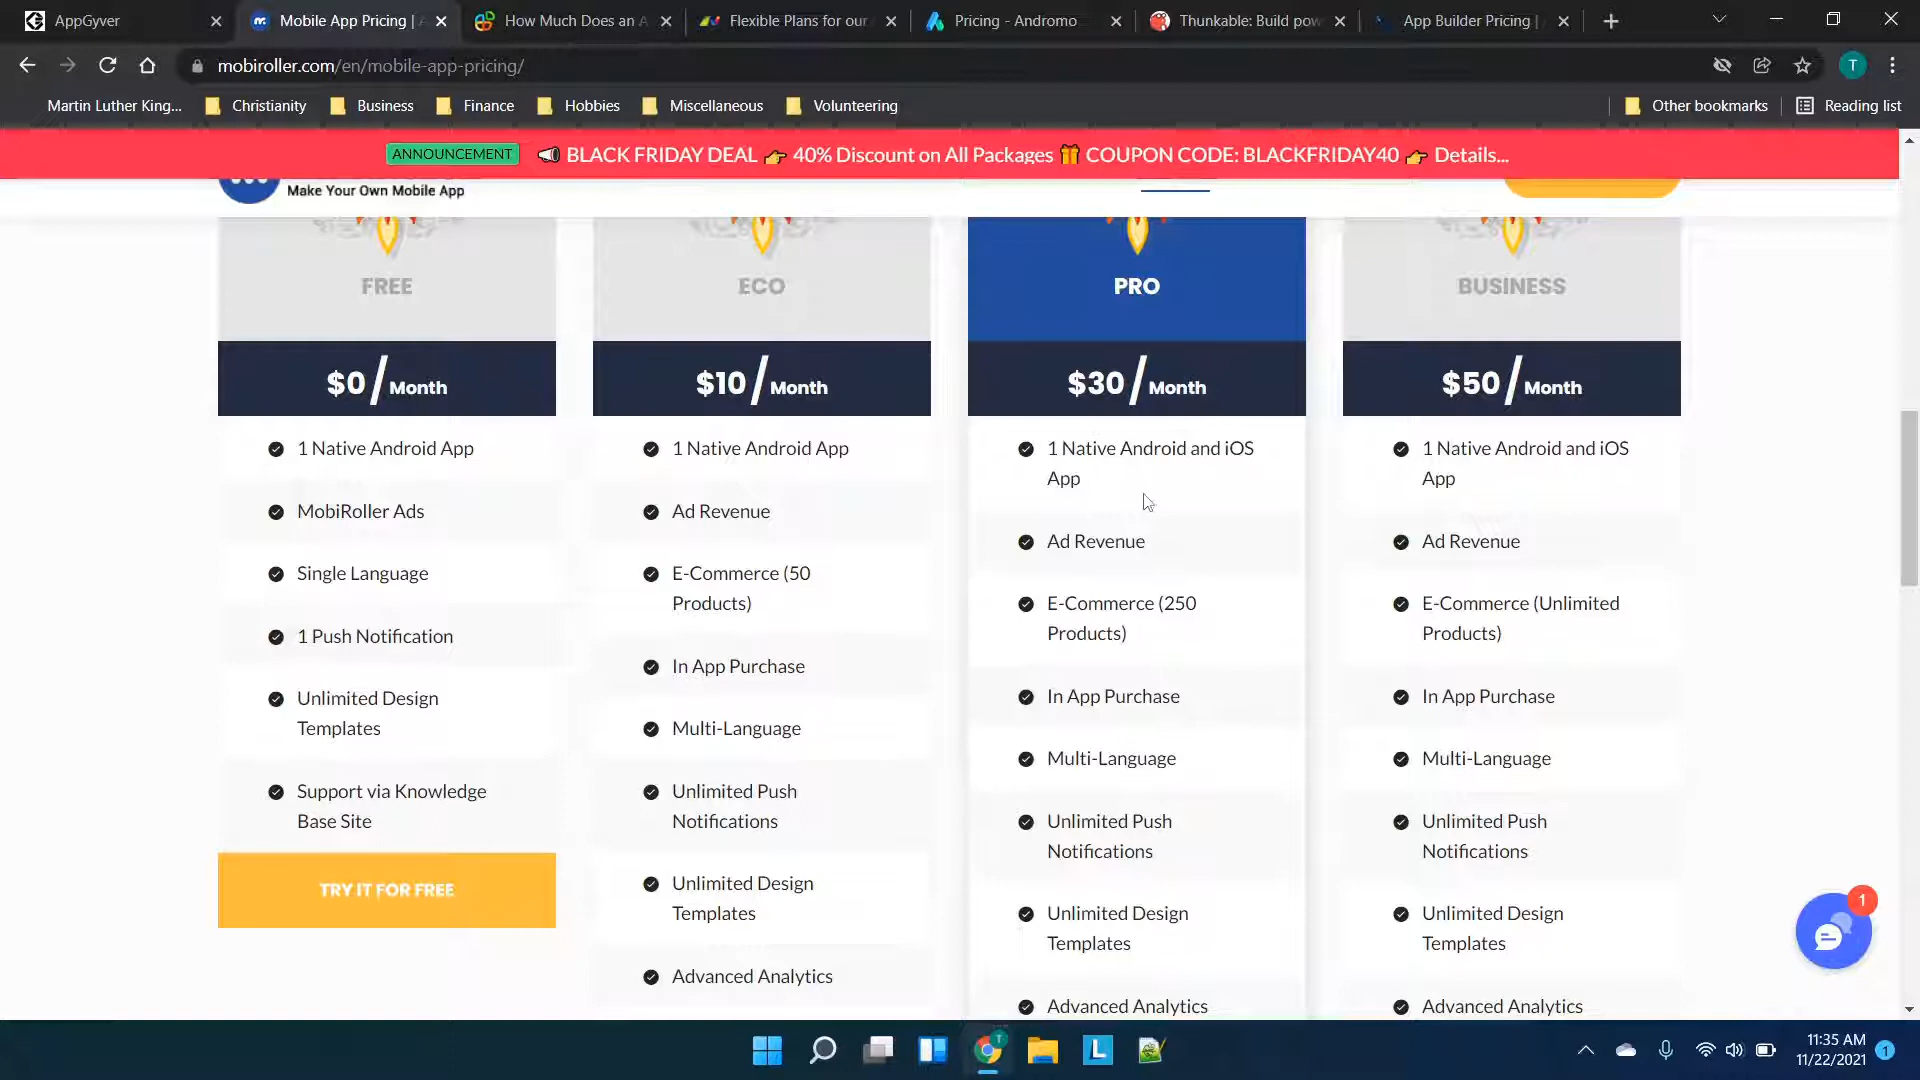 AppGyver
Mobile App Pricing |
How Much Does an A
Flexible Plans for our
Pricing - Andromo
Thunkable: Build pow
App Builder Pricing |
mobiroller.com/en/mobile-app-pricing/
T
Martin Luther King...
Christianity
Business
Finance
Hobbies
Miscellaneous
Volunteering
Other bookmarks
Reading list
ANNOUNCEMENT
BLACK FRIDAY DEAL 👉 40% Discount on All Packages 🎁 COUPON CODE: BLACKFRIDAY40 👉 Details...
Make Your Own Mobile App
FREE
$0/Month
1 Native Android App
MobiRoller Ads
Single Language
1 Push Notification
Unlimited Design
Templates
Support via Knowledge
Base Site
TRY IT FOR FREE
ECO
$10/Month
1 Native Android App
Ad Revenue
E-Commerce (50
Products)
In App Purchase
Multi-Language
Unlimited Push
Notifications
Unlimited Design
Templates
Advanced Analytics
PRO
$30/Month
1 Native Android and iOS
App
Ad Revenue
E-Commerce (250
Products)
In App Purchase
Multi-Language
Unlimited Push
Notifications
Unlimited Design
Templates
Advanced Analytics
BUSINESS
$50/Month
1 Native Android and iOS
App
Ad Revenue
E-Commerce (Unlimited
Products)
In App Purchase
Multi-Language
Unlimited Push
Notifications
Unlimited Design
Templates
Advanced Analytics
1
T
L
11:35 AM
11/22/2021
1